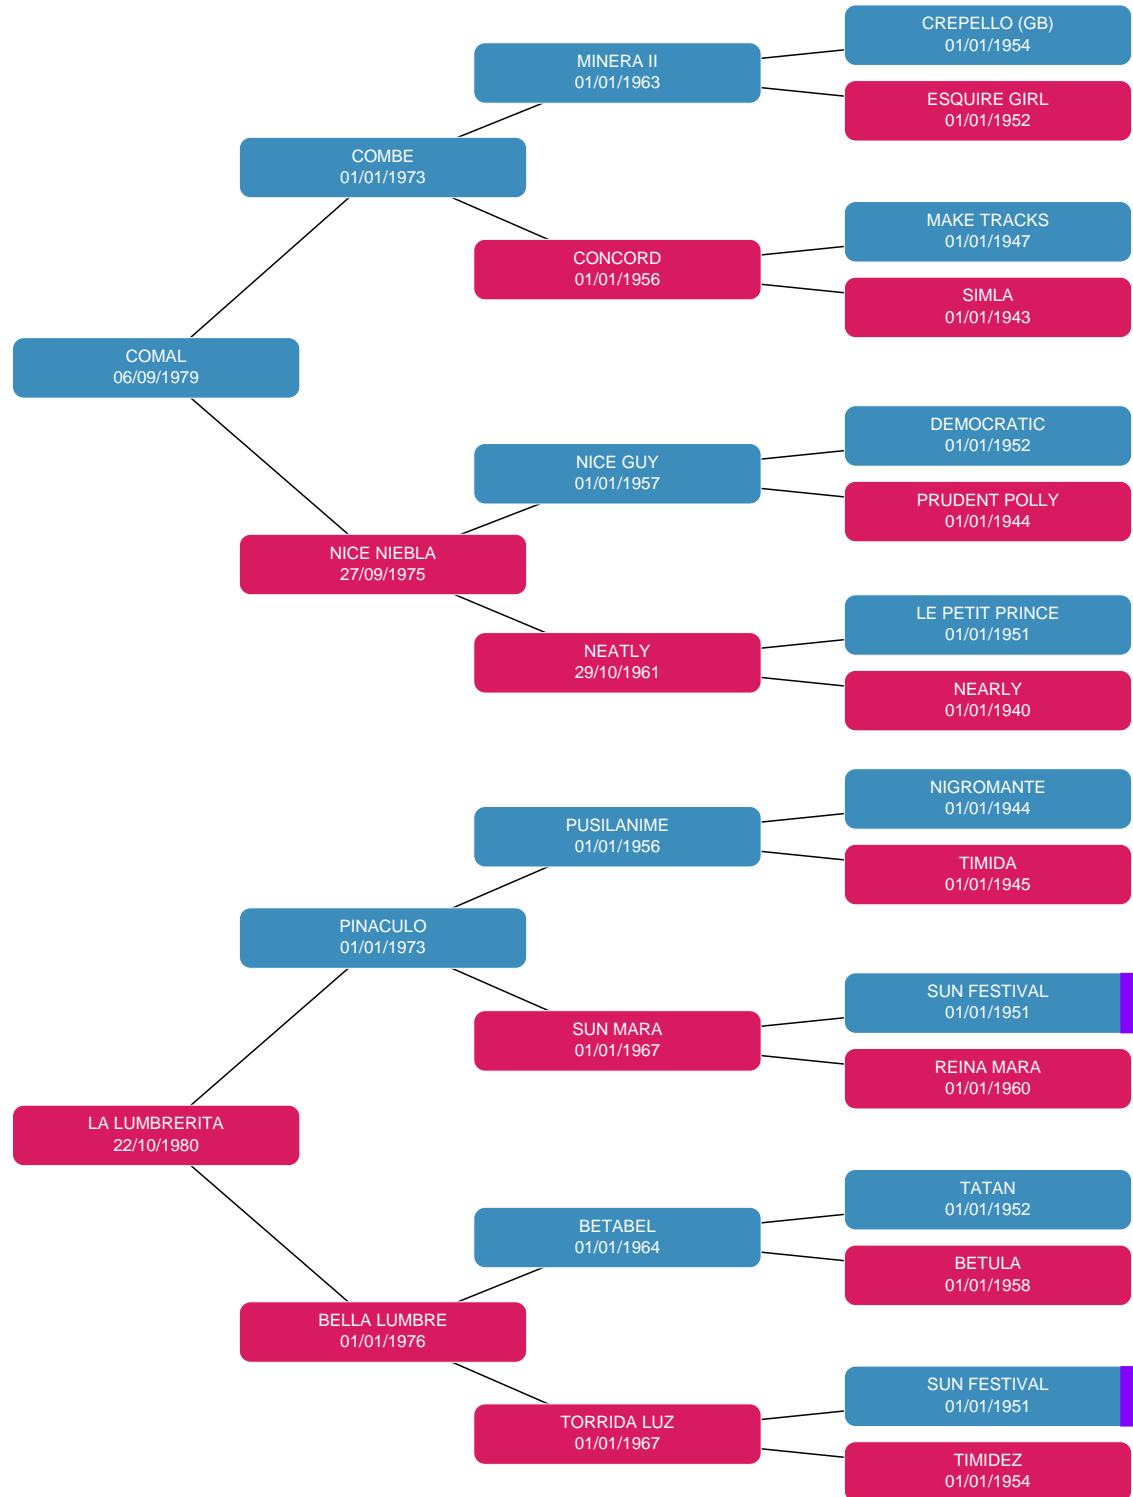 CREPELLO (GB)
01/01/1954
MINERA II
01/01/1963
ESQUIRE GIRL
01/01/1952
COMBE
01/01/1973
MAKE TRACKS
01/01/1947
CONCORD
01/01/1956
SIMLA
01/01/1943
COMAL
06/09/1979
DEMOCRATIC
01/01/1952
NICE GUY
01/01/1957
PRUDENT POLLY
01/01/1944
NICE NIEBLA
27/09/1975
LE PETIT PRINCE
01/01/1951
NEATLY
29/10/1961
NEARLY
01/01/1940
NIGROMANTE
01/01/1944
PUSILANIME
01/01/1956
TIMIDA
01/01/1945
PINACULO
01/01/1973
SUN FESTIVAL
01/01/1951
SUN MARA
01/01/1967
REINA MARA
01/01/1960
LA LUMBRERITA
22/10/1980
TATAN
01/01/1952
BETABEL
01/01/1964
BETULA
01/01/1958
BELLA LUMBRE
01/01/1976
SUN FESTIVAL
01/01/1951
TORRIDA LUZ
01/01/1967
TIMIDEZ
01/01/1954